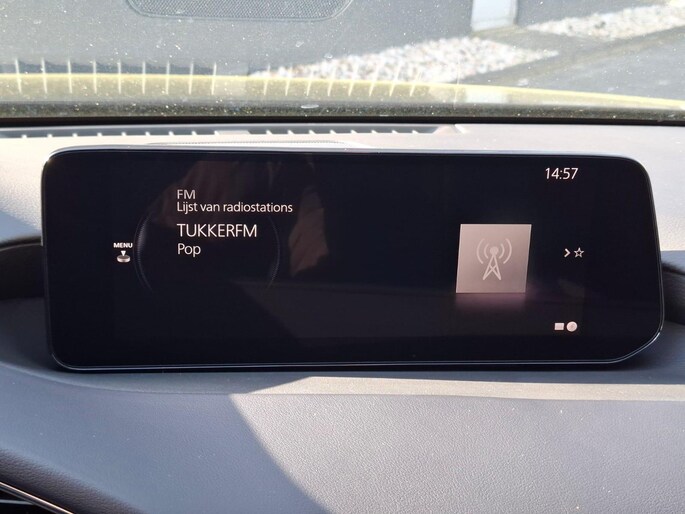 14:57
FM
Lijst van radiostations
TUKKERFM
Pop
MENU